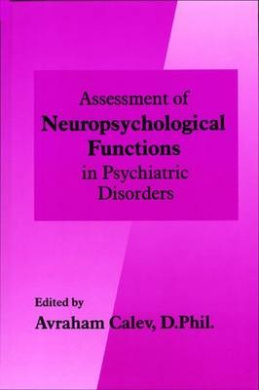 Assessment of
Neuropsychological
Functions
in Psychiatric
Disorders
Edited by
Avraham Calev, D.Phil.